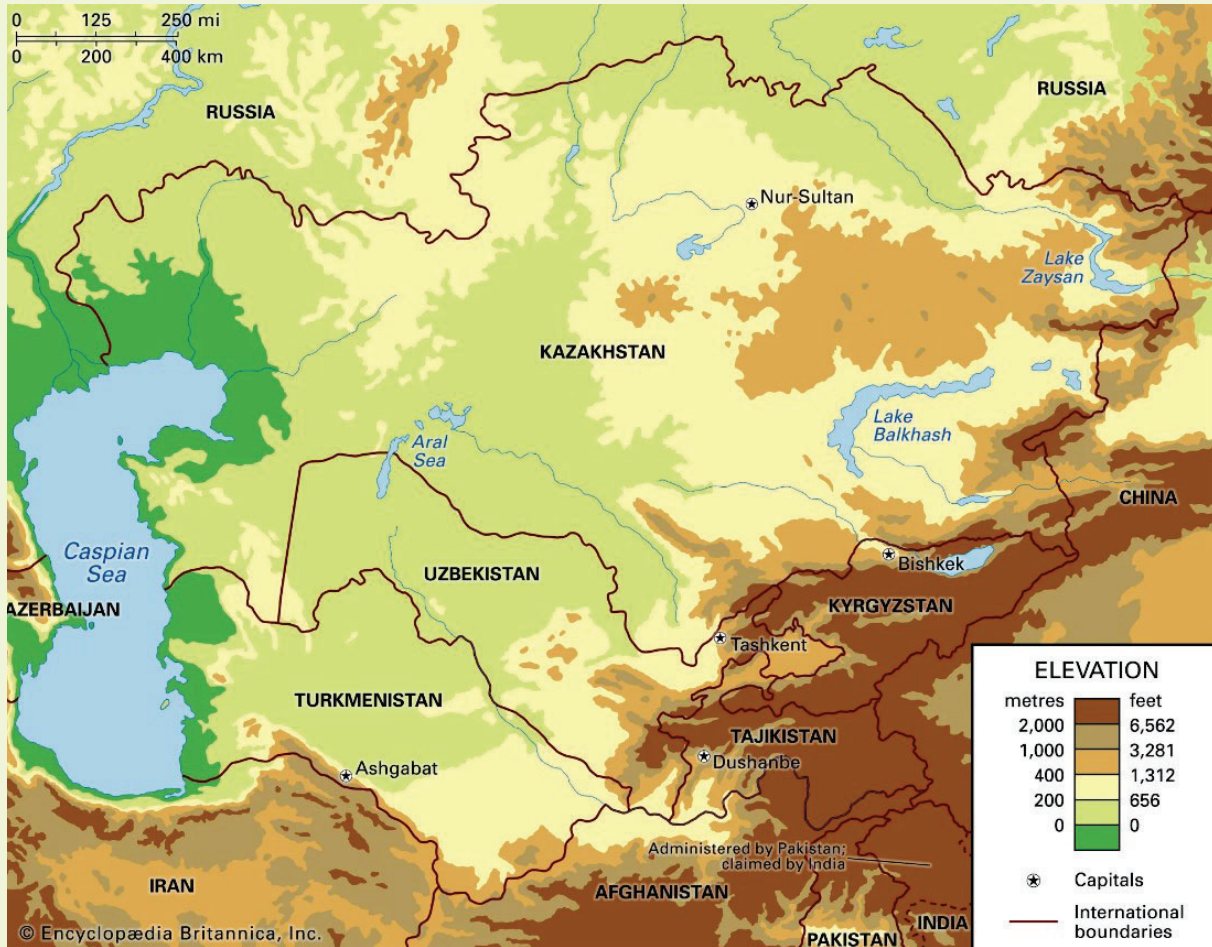 0 125 250 mi
0 200 400 km
RUSSIA
RUSSIA
Nur-Sultan
Lake
Zaysan
KAZAKHSTAN
Lake
Balkhash
Aral
Sea
CHINA
Caspian
Sea
Bishkek
UZBEKISTAN
AZERBAIJAN
KYRGYZSTAN
Tashkent
TURKMENISTAN
TAJIKISTAN
Dushanbe
Ashgabat
Administered by Pakistan;
claimed by India
IRAN
AFGHANISTAN
INDIA
PAKISTAN
© Encyclopædia Britannica, Inc.
ELEVATION
metres feet
2,000 6,562
1,000 3,281
400 1,312
200 656
0 0
Capitals
International
boundaries